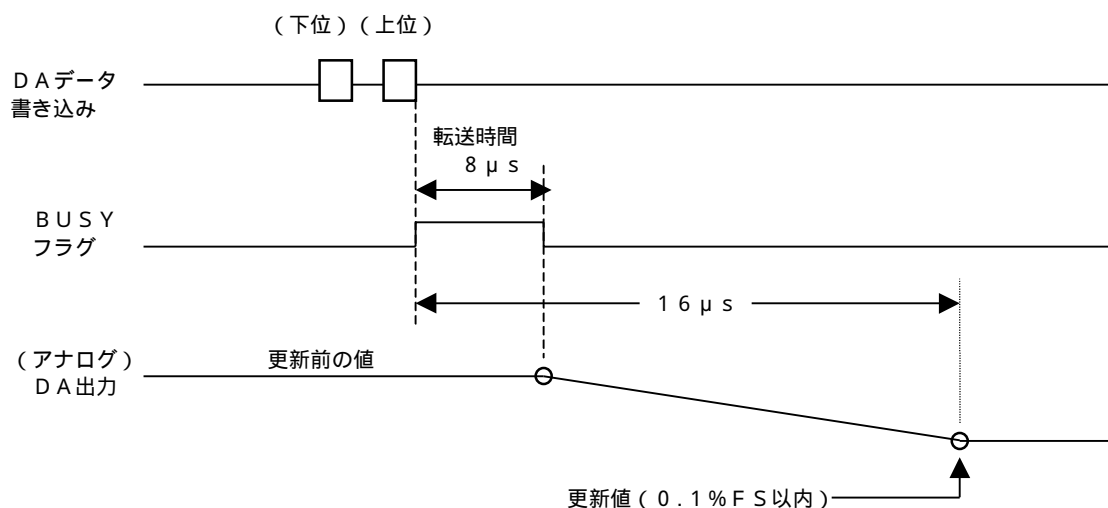 (下位)(上位)
DAデータ
書き込み
転送時間
8μs
BUSY
フラグ
16μs
(アナログ)
DA出力
更新前の値
更新値(0.1%FS以内)